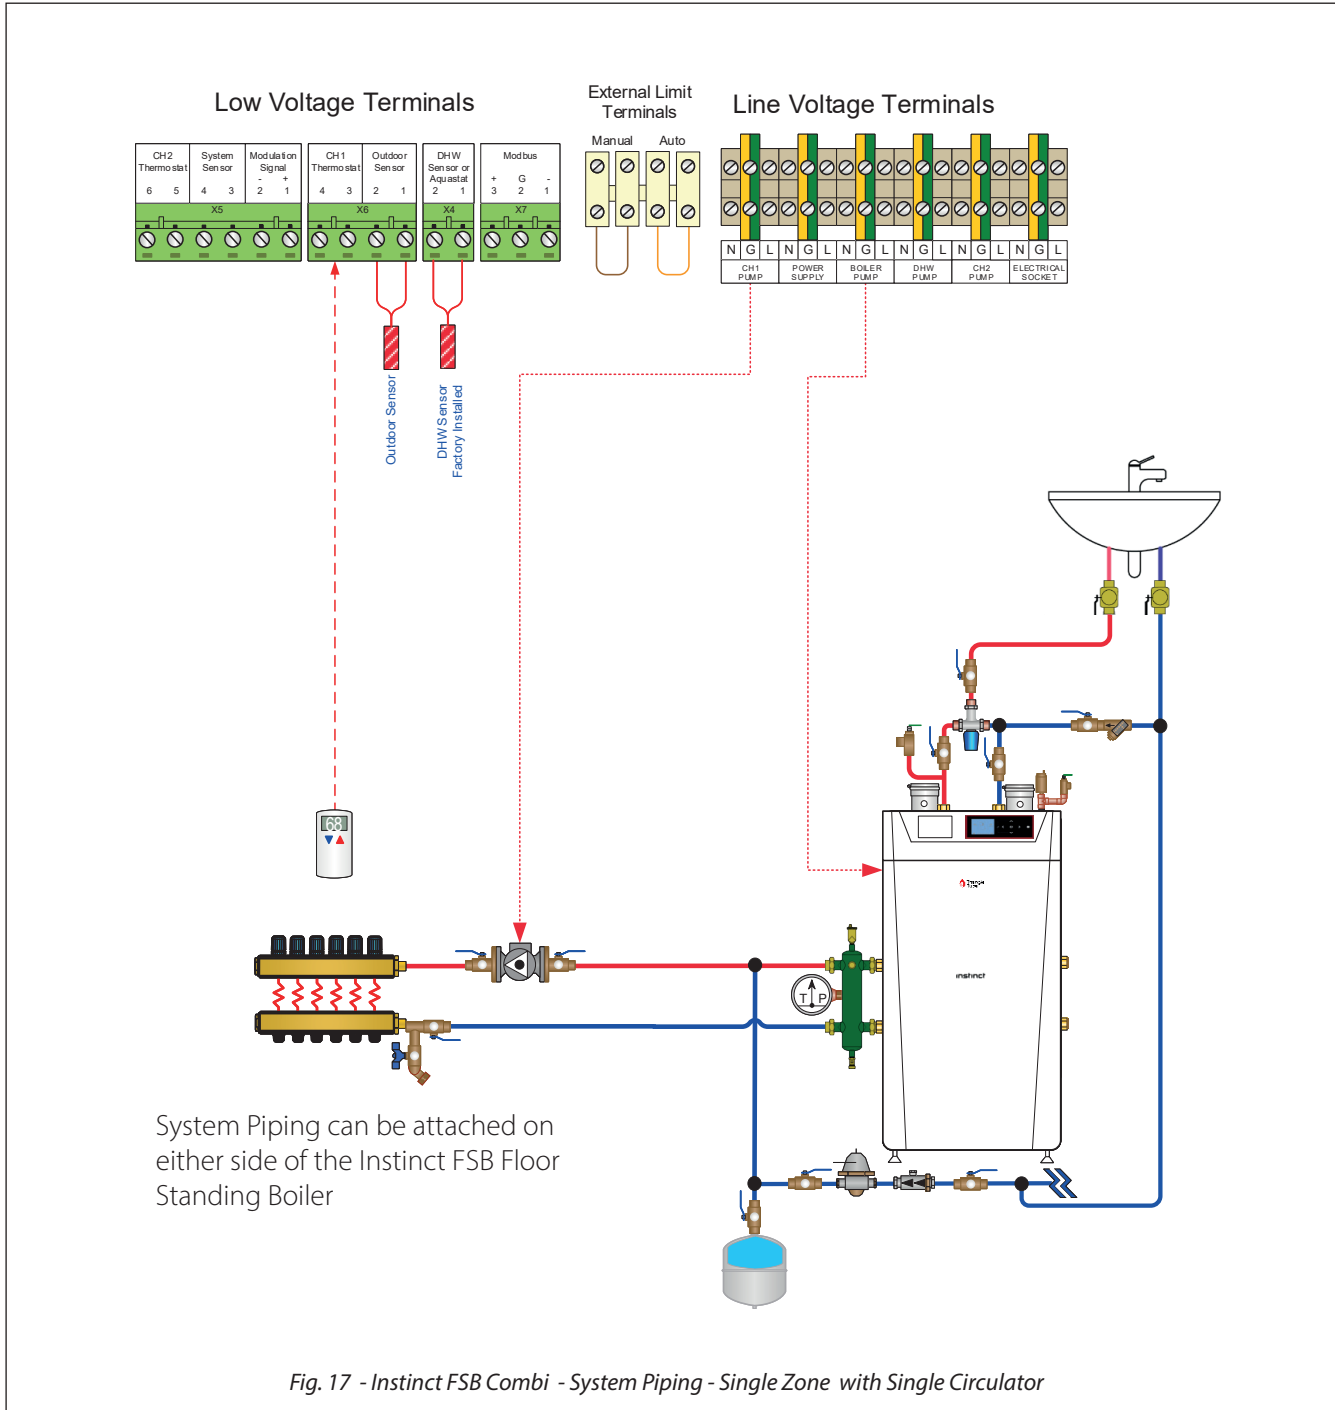 Low Voltage Terminals
External Limit
Terminals
Line Voltage Terminals
Manual Auto
CH2
Thermostat
6 5
System
Sensor
4 3
Modulation
Signal
- +
2 1
CH1
Thermostat
4 3
Outdoor
Sensor
2 1
DHW
Sensor or
Aquastat
2 1
Modbus
+ G -
3 2 1
X5
X6
X4
X7
N G L N G L N G L N G L N G L N G L
CH1
PUMP
POWER
SUPPLY
BOILER
PUMP
DHW
PUMP
CH2
PUMP
ELECTRICAL
SOCKET
Outdoor Sensor
DHW Sensor
Factory Installed
68
T P
instinct
System Piping can be attached on
either side of the Instinct FSB Floor
Standing Boiler
Fig. 17 - Instinct FSB Combi - System Piping - Single Zone with Single Circulator